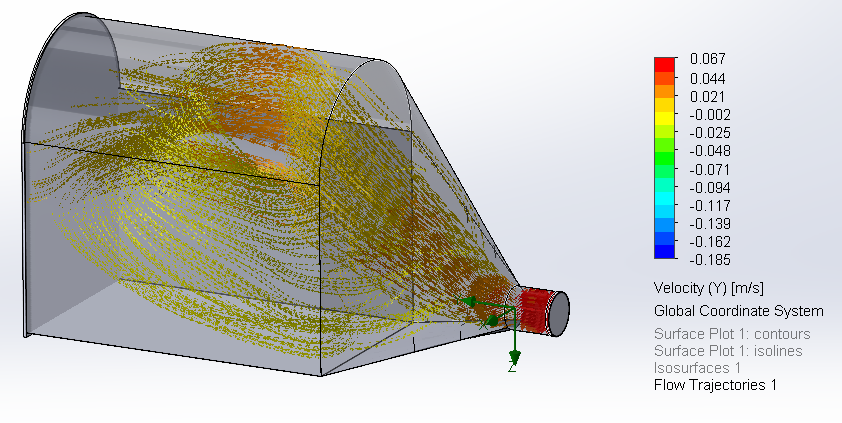 0.067
0.044
0.021
-0.002
-0.025
-0.048
-0.071
-0.094
-0.117
-0.139
-0.162
-0.185
Velocity (Y) [m/s]
Global Coordinate System
Surface Plot 1: contours
Surface Plot 1: isolines
Isosurfaces 1
Flow Trajectories 1
Z